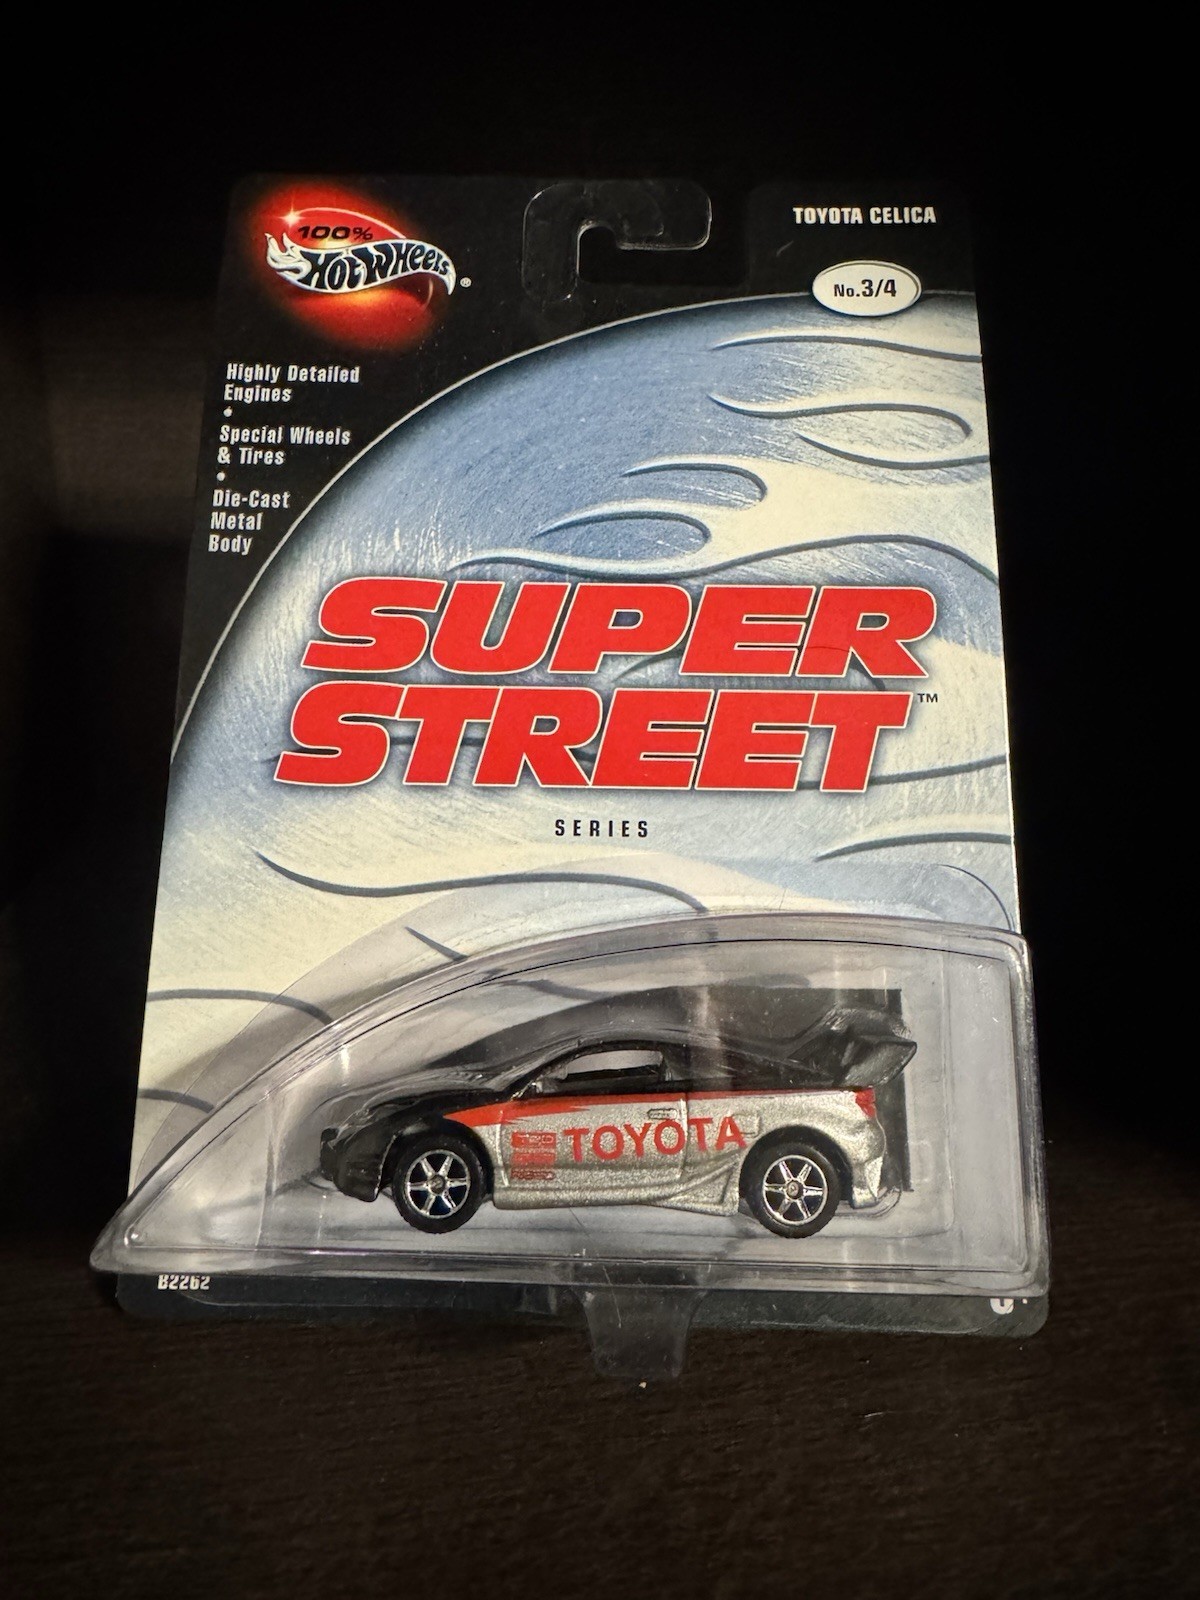 100%
Hot Wheels®
TOYOTA CELICA
No.3/4
Highly Detailed
Engines
•
Special Wheels
& Tires
•
Die-Cast
Metal
Body
SUPER
STREET™
SERIES
TOYOTA
B2262